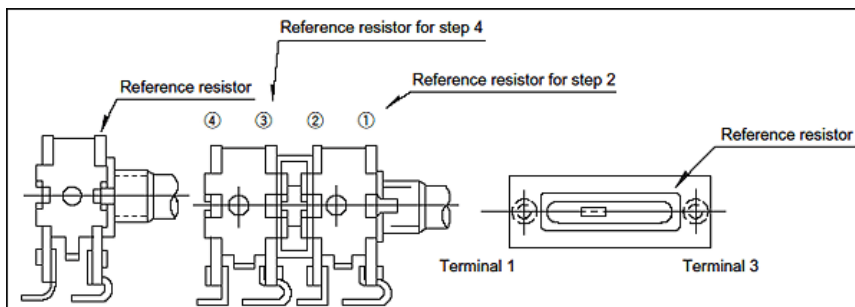 Reference resistor for step 4
Reference resistor
Reference resistor for step 2
④ ③ ② ①
Reference resistor
Terminal 1
Terminal 3